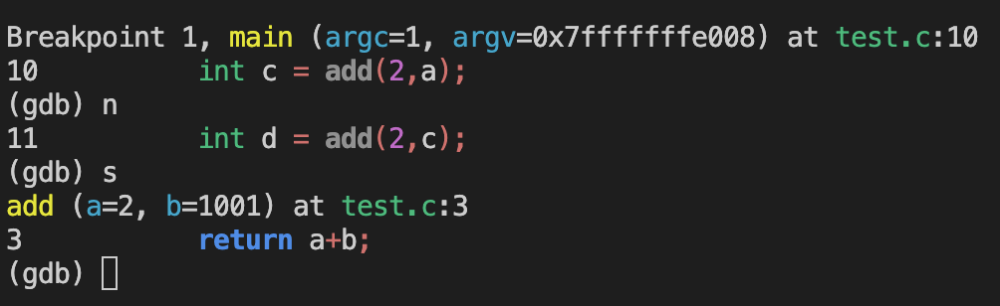 Breakpoint 1, main (argc=1, argv=0x7fffffffe008) at test.c:10
10          int c = add(2,a);
(gdb) n
11          int d = add(2,c);
(gdb) s
add (a=2, b=1001) at test.c:3
3           return a+b;
(gdb)